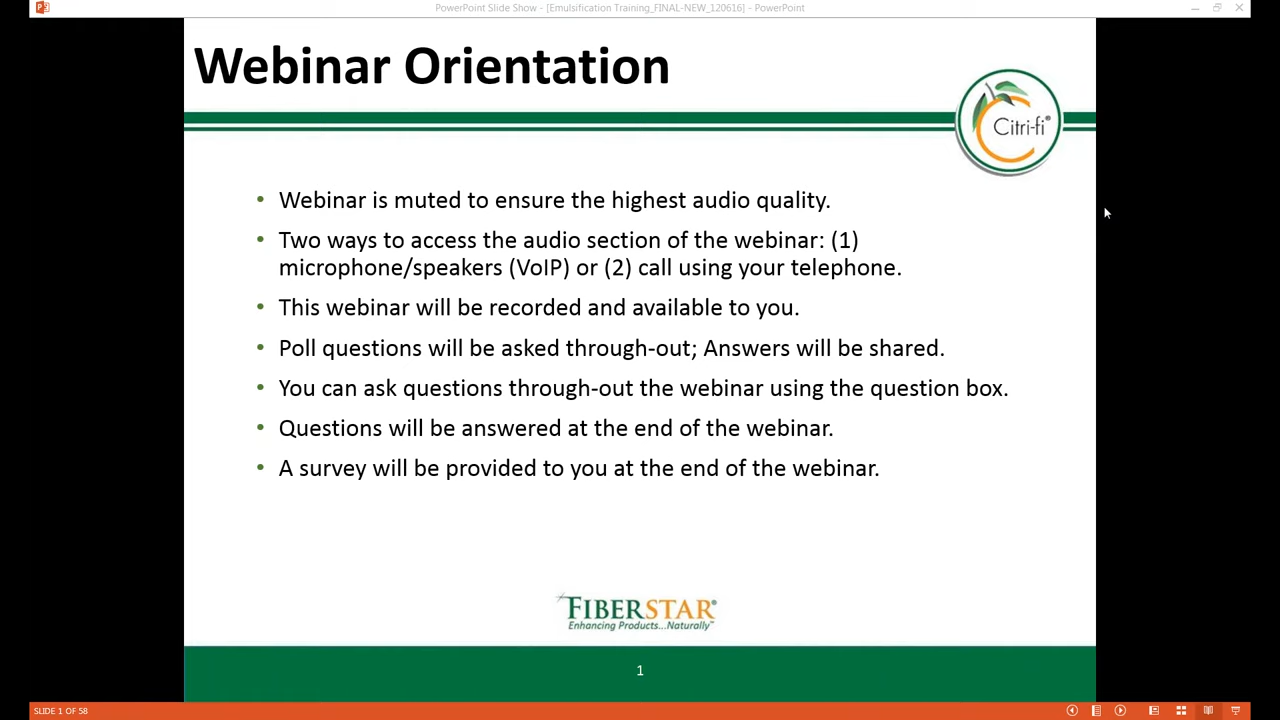 PowerPoint Slide Show - [Emulsification Training_FINAL-NEW_120616] - PowerPoint
Webinar Orientation
Citri-fi®
• Webinar is muted to ensure the highest audio quality.
• Two ways to access the audio section of the webinar: (1)
microphone/speakers (VoIP) or (2) call using your telephone.
• This webinar will be recorded and available to you.
• Poll questions will be asked through-out; Answers will be shared.
• You can ask questions through-out the webinar using the question box.
• Questions will be answered at the end of the webinar.
• A survey will be provided to you at the end of the webinar.
FIBERSTAR®
Enhancing Products...Naturally™
1
SLIDE 1 OF 58